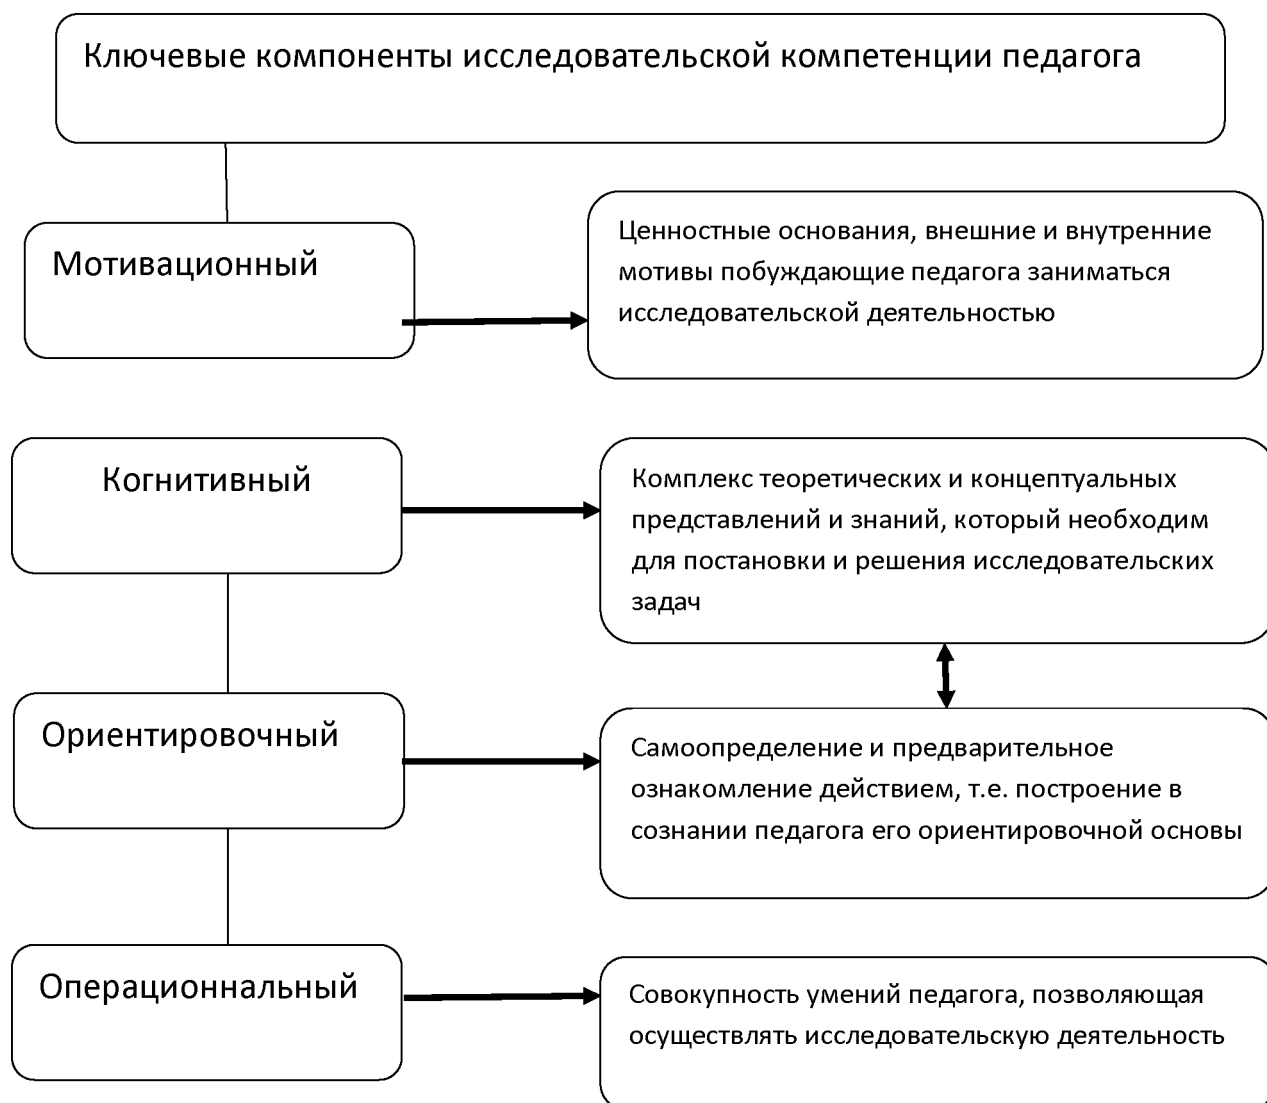 Ключевые компоненты исследовательской компетенции педагога
Мотивационный
Ценностные основания, внешние и внутренние
мотивы побуждающие педагога заниматься
исследовательской деятельностью
Когнитивный
Комплекс теоретических и концептуальных
представлений и знаний, который необходим
для постановки и решения исследовательских
задач
Ориентировочный
Самоопределение и предварительное
ознакомление действием, т.е. построение в
сознании педагога его ориентировочной основы
Операционнальный
Совокупность умений педагога, позволяющая
осуществлять исследовательскую деятельность